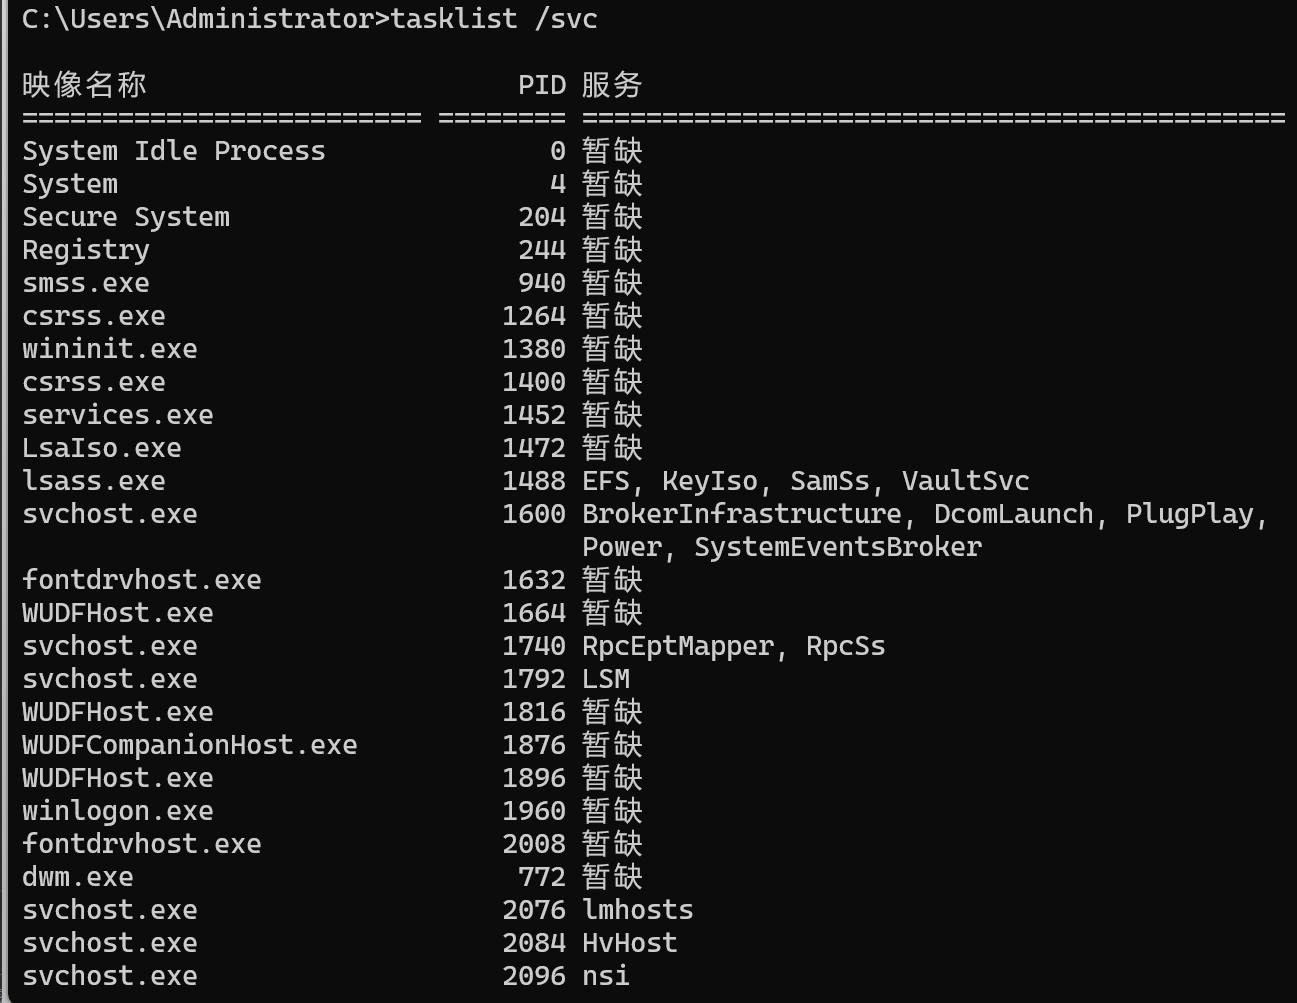 C:\Users\Administrator>tasklist /svc
映像名称                       PID 服务
========================= ======== ============================================
System Idle Process              0 暂缺
System                           4 暂缺
Secure System                  204 暂缺
Registry                       244 暂缺
smss.exe                       940 暂缺
csrss.exe                     1264 暂缺
wininit.exe                   1380 暂缺
csrss.exe                     1400 暂缺
services.exe                  1452 暂缺
LsaIso.exe                    1472 暂缺
lsass.exe                     1488 EFS, KeyIso, SamSs, VaultSvc
svchost.exe                   1600 BrokerInfrastructure, DcomLaunch, PlugPlay,
                                   Power, SystemEventsBroker
fontdrvhost.exe               1632 暂缺
WUDFHost.exe                  1664 暂缺
svchost.exe                   1740 RpcEptMapper, RpcSs
svchost.exe                   1792 LSM
WUDFHost.exe                  1816 暂缺
WUDFCompanionHost.exe         1876 暂缺
WUDFHost.exe                  1896 暂缺
winlogon.exe                  1960 暂缺
fontdrvhost.exe               2008 暂缺
dwm.exe                        772 暂缺
svchost.exe                   2076 lmhosts
svchost.exe                   2084 HvHost
svchost.exe                   2096 nsi